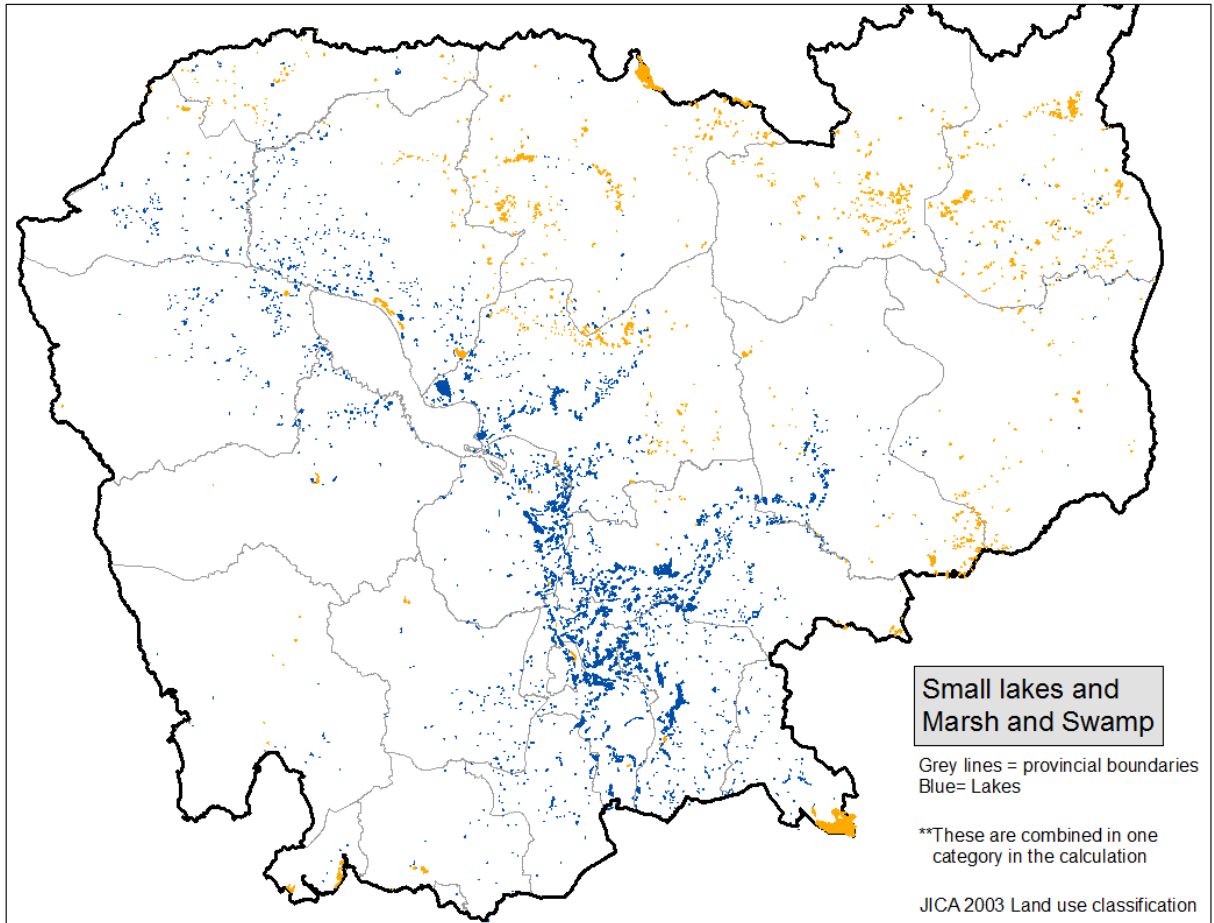 Small lakes and
Marsh and Swamp
Grey lines = provincial boundaries
Blue= Lakes
**These are combined in one
category in the calculation
JICA 2003 Land use classification